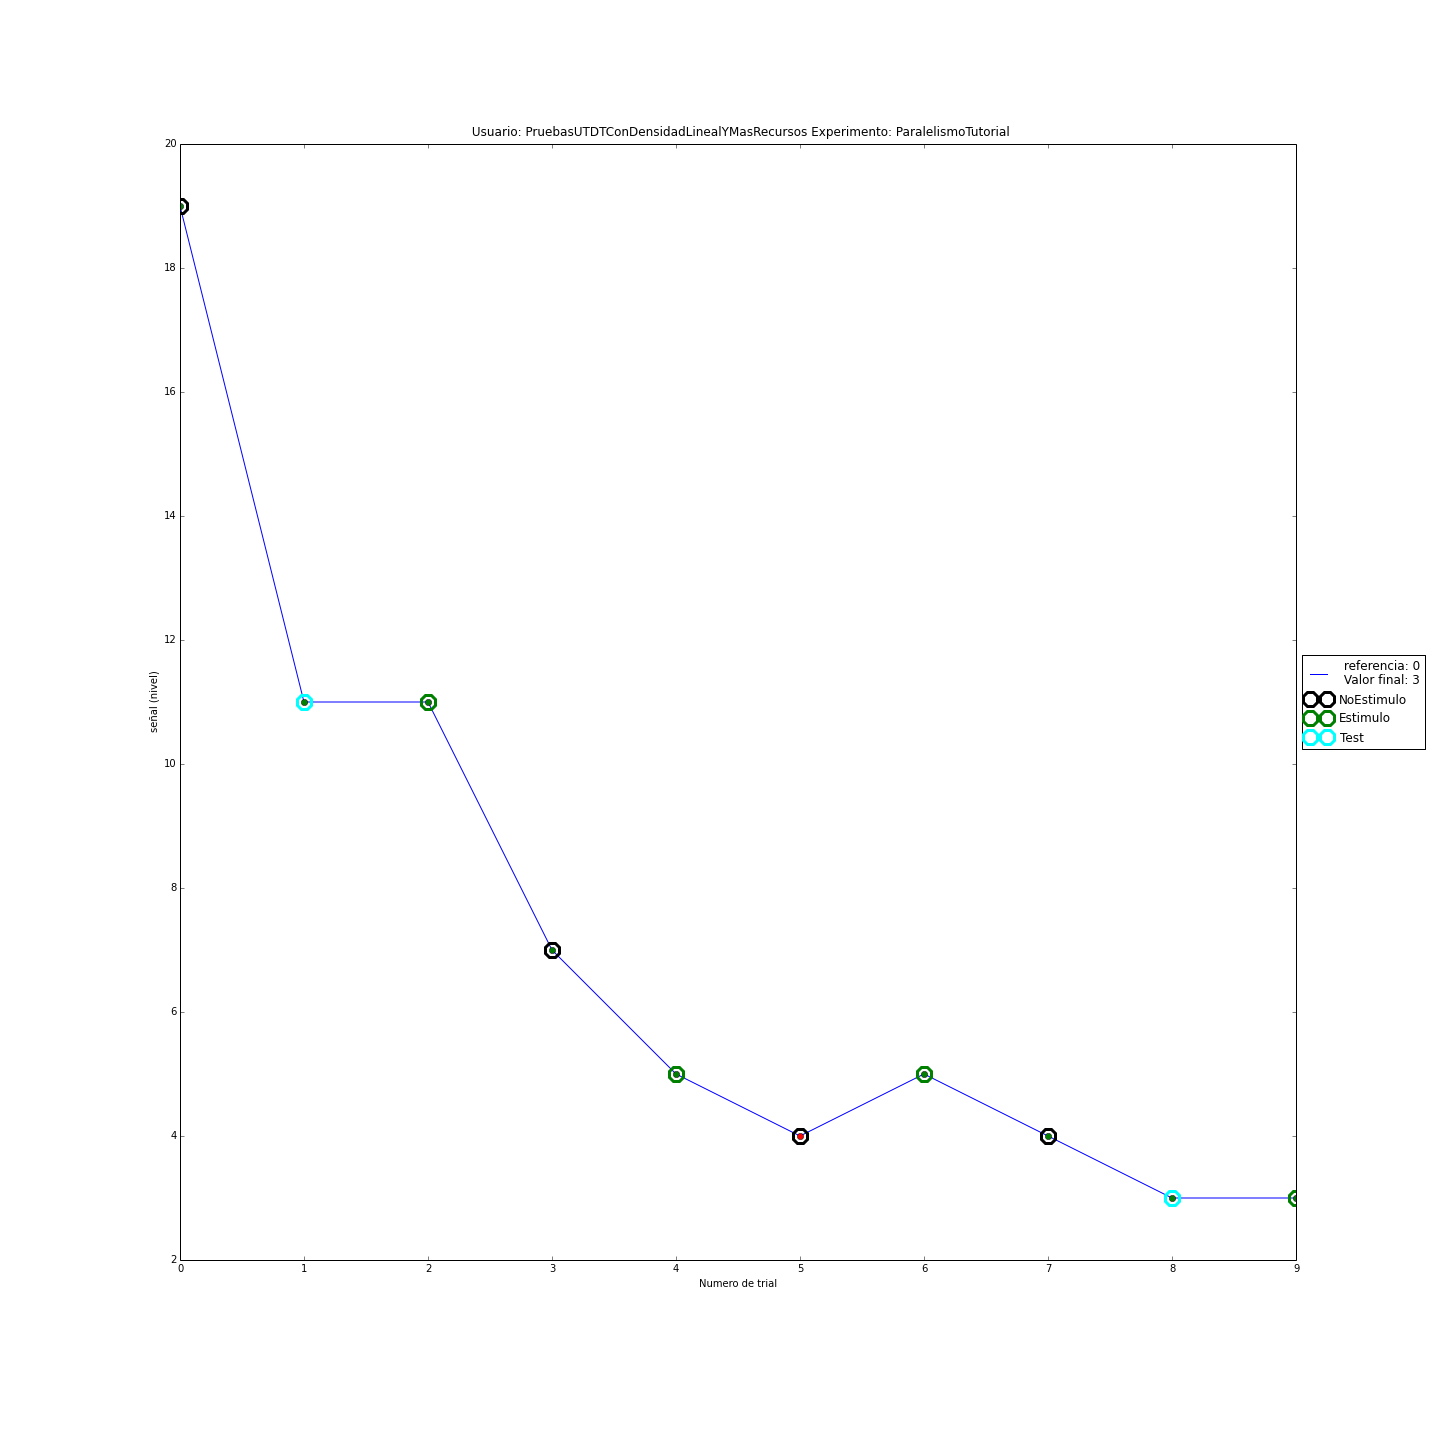 Usuario: PruebasUTDTConDensidadLinealYMasRecursos Experimento: ParalelismoTutorial
20
18
16
14
12
10
8
6
4
2
señal (nivel)
0 1 2 3 4 5 6 7 8 9
Numero de trial
referencia: 0
Valor final: 3
NoEstimulo
Estimulo
Test